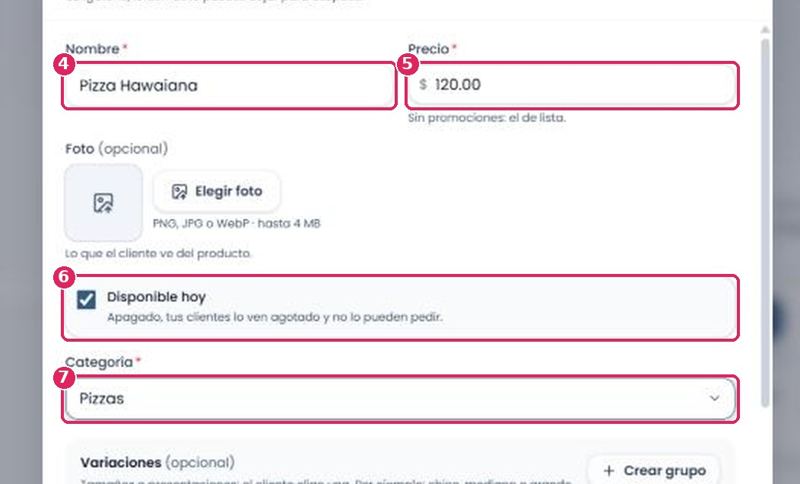 Nombre *
Precio *
4
Pizza Hawaiana
5
$ 120.00
Sin promociones: el de lista.
Foto (opcional)
Elegir foto
PNG, JPG o WebP · hasta 4 MB
Lo que el cliente ve del producto.
6
Disponible hoy
Apagado, tus clientes lo ven agotado y no lo pueden pedir.
Categoría *
7
Pizzas
Variaciones (opcional)
+ Crear grupo